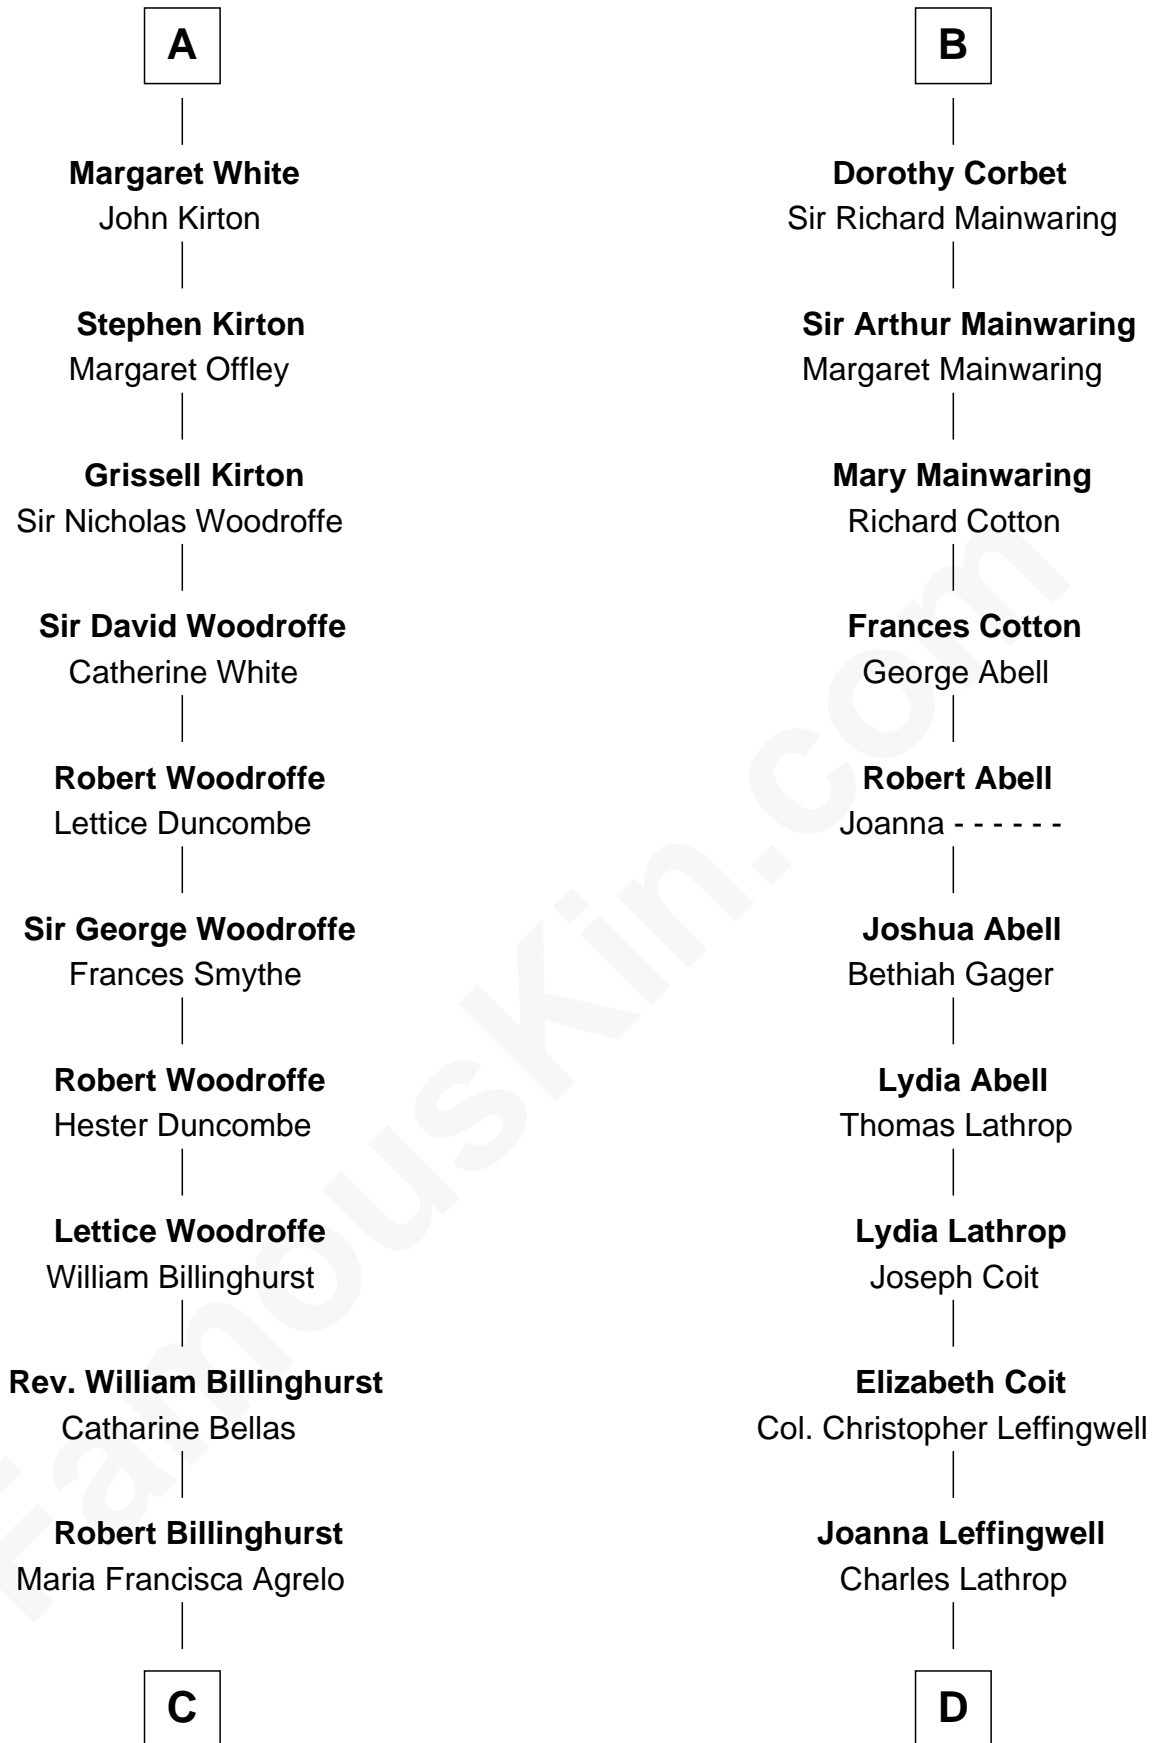 A
Margaret White
John Kirton
Stephen Kirton
Margaret Offley
Grissell Kirton
Sir Nicholas Woodroffe
Sir David Woodroffe
Catherine White
Robert Woodroffe
Lettice Duncombe
Sir George Woodroffe
Frances Smythe
Robert Woodroffe
Hester Duncombe
Lettice Woodroffe
William Billinghurst
Rev. William Billinghurst
Catharine Bellas
Robert Billinghurst
Maria Francisca Agrelo
C
B
Dorothy Corbet
Sir Richard Mainwaring
Sir Arthur Mainwaring
Margaret Mainwaring
Mary Mainwaring
Richard Cotton
Frances Cotton
George Abell
Robert Abell
Joanna - - - - - -
Joshua Abell
Bethiah Gager
Lydia Abell
Thomas Lathrop
Lydia Lathrop
Joseph Coit
Elizabeth Coit
Col. Christopher Leffingwell
Joanna Leffingwell
Charles Lathrop
D
FamousKin.com